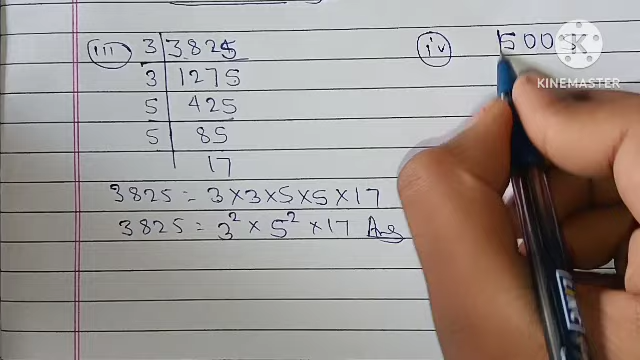 iii 3 3825
3 1275
5 425
5 85
17
3825 = 3×3×5×5×17
3825 = 3² × 5² × 17 Ans
iv 500
KINEMASTER